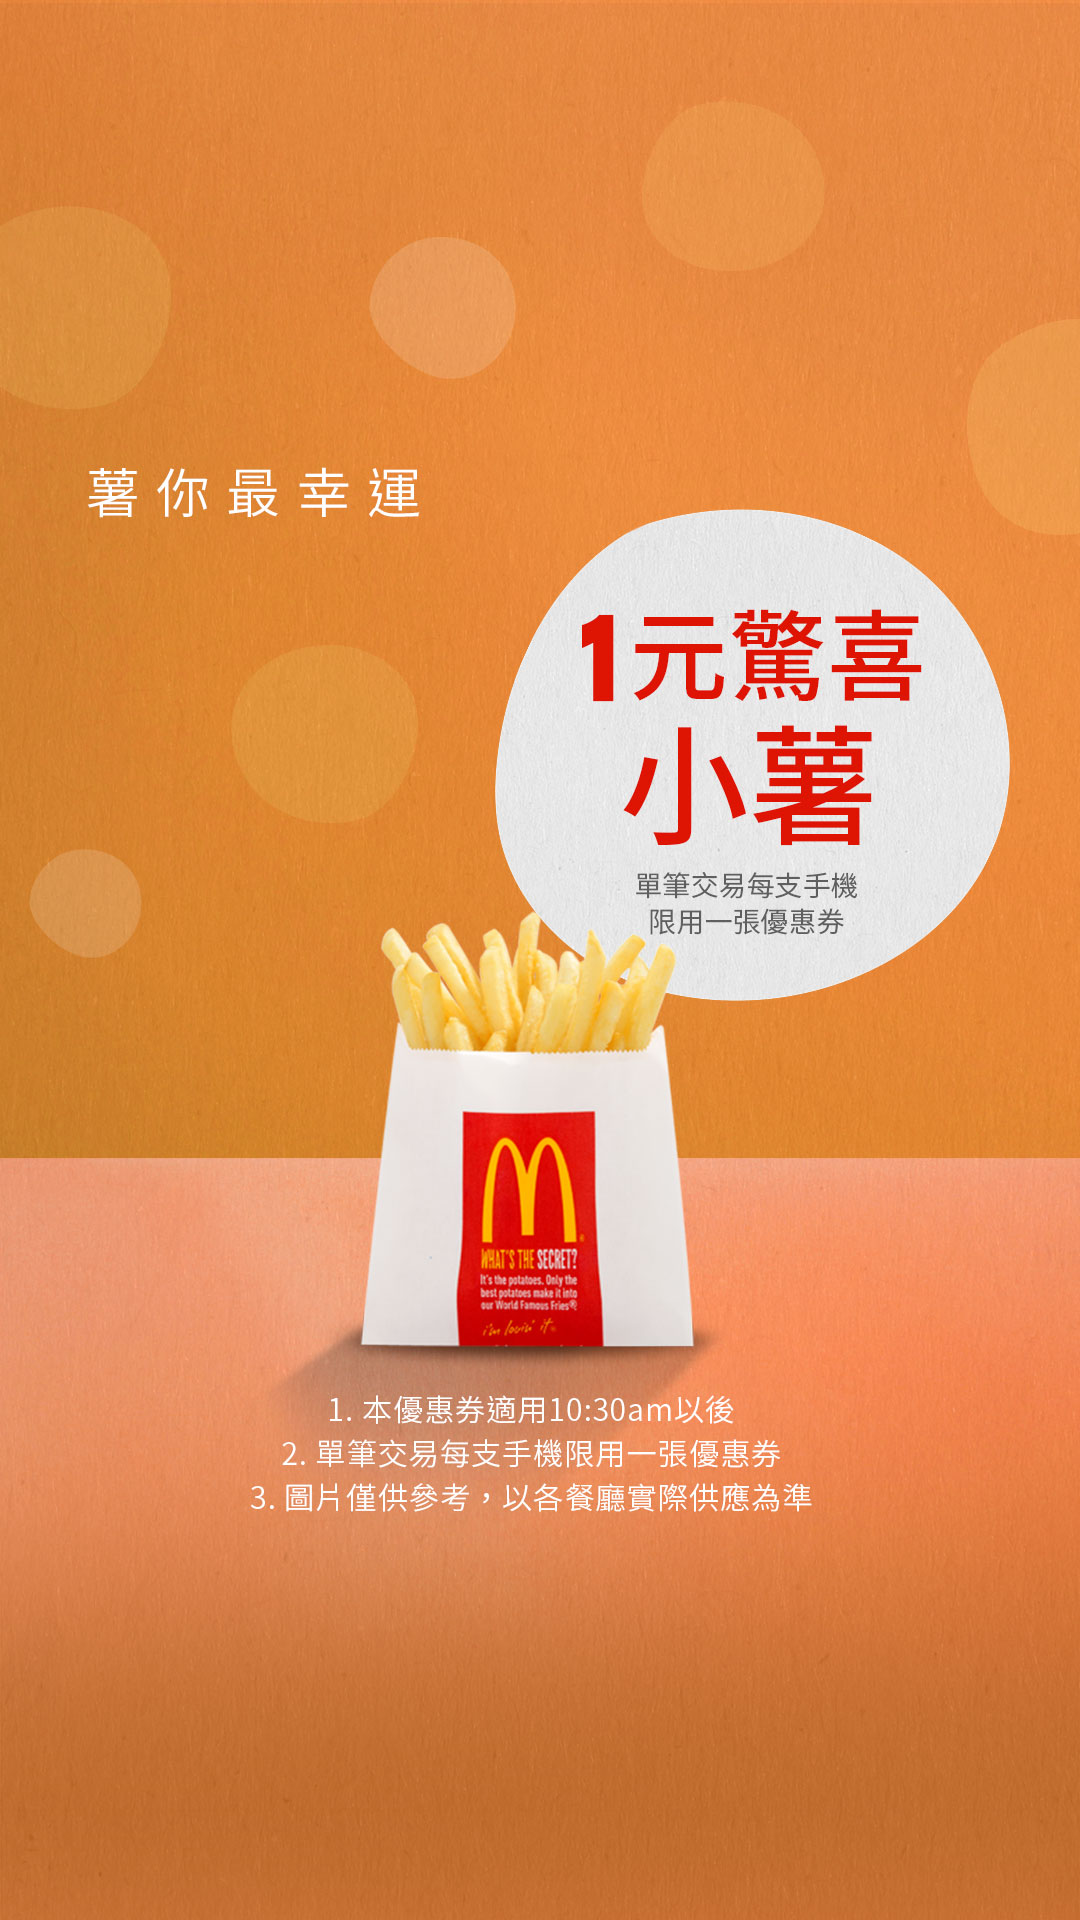 薯你最幸運
1元驚喜
小薯
單筆交易每支手機
限用一張優惠券
WHAT'S THE SECRET?
It's the potatoes. Only the
best potatoes make it into
our World Famous Fries®
i'm lovin' it®
1. 本優惠券適用10:30am以後
2. 單筆交易每支手機限用一張優惠券
3. 圖片僅供參考，以各餐廳實際供應為準